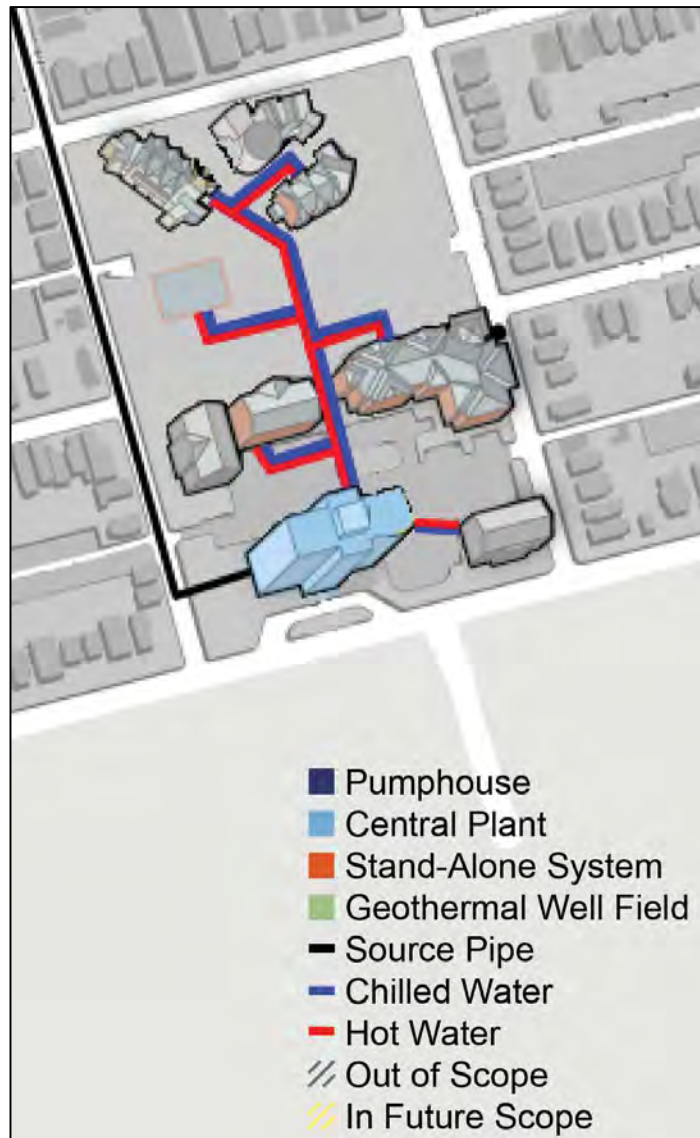 Pumphouse
Central Plant
Stand-Alone System
Geothermal Well Field
Source Pipe
Chilled Water
Hot Water
Out of Scope
In Future Scope